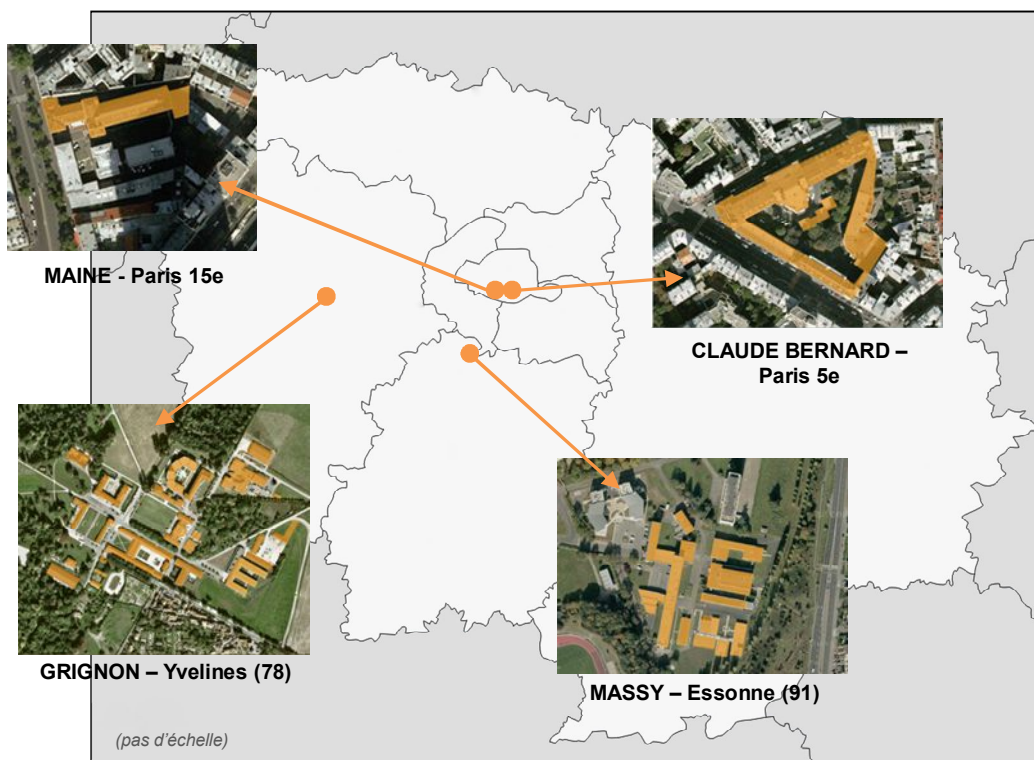 MAINE - Paris 15e
CLAUDE BERNARD –
Paris 5e
GRIGNON – Yvelines (78)
MASSY – Essonne (91)
(pas d'échelle)